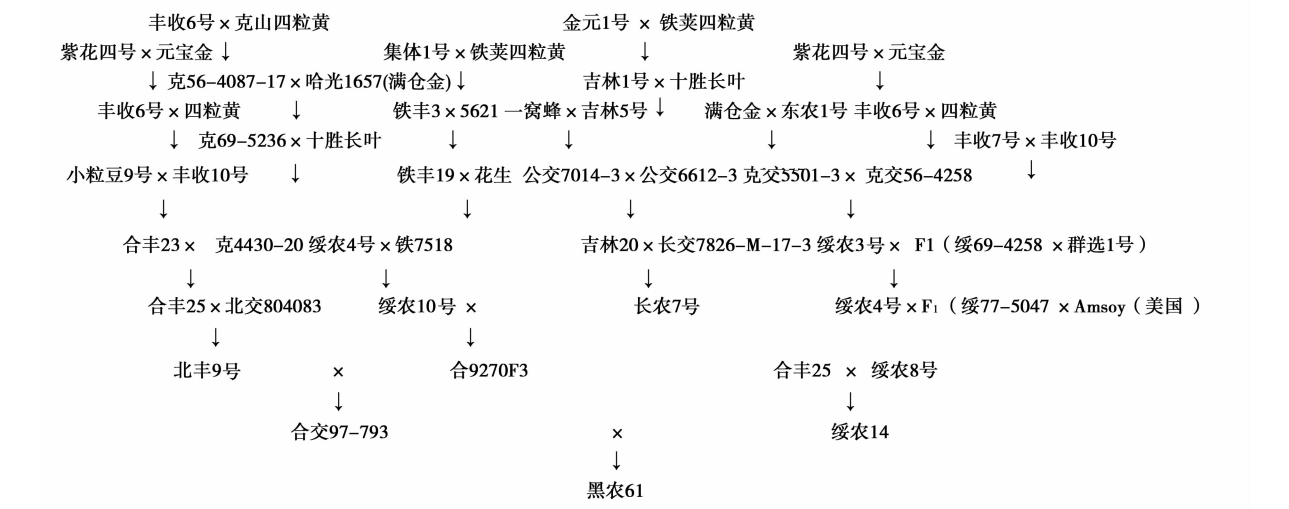 丰收6号×克山四粒黄 金元1号 × 铁荚四粒黄
紫花四号×元宝金 ↓ 集体1号×铁荚四粒黄 ↓ 紫花四号×元宝金
↓ 克56-4087-17×哈光1657(满仓金)↓ 吉林1号×十胜长叶 ↓
丰收6号×四粒黄 ↓ 铁丰3×5621 一窝蜂×吉林5号 ↓ 满仓金×东农1号 丰收6号×四粒黄
↓ 克69-5236×十胜长叶 ↓ ↓ ↓ ↓ 丰收7号×丰收10号
小粒豆9号×丰收10号 ↓ 铁丰19×花生 公交7014-3×公交6612-3 克交5501-3× 克交56-4258 ↓
↓ ↓ ↓ ↓
合丰23× 克4430-20 绥农4号×铁7518 吉林20×长交7826-M-17-3 绥农3号× F1(绥69-4258 ×群选1号)
↓ ↓ ↓ ↓
合丰25×北交804083 绥农10号 × 长农7号 绥农4号×F₁(绥77-5047 ×Amsoy(美国 )
↓ ↓
北丰9号 × 合9270F3 合丰25 × 绥农8号
↓ ↓
合交97-793 × 绥农14
↓
黑农61